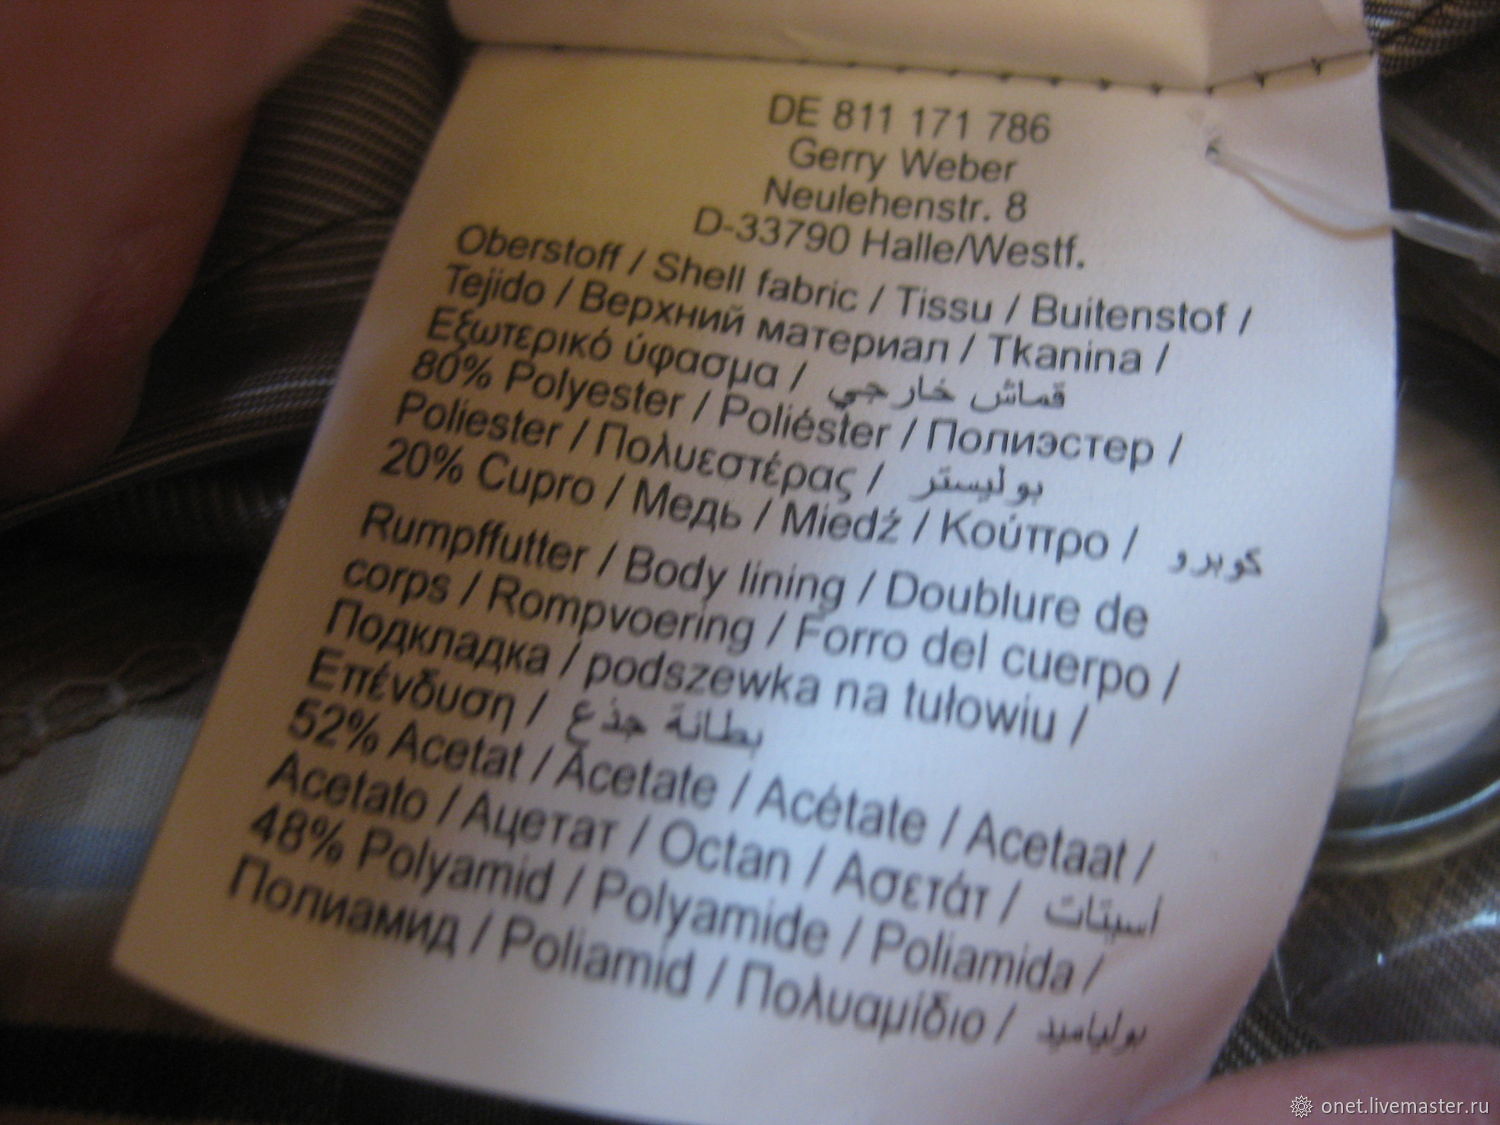 DE 811 171 786
Gerry Weber
Neulehenstr. 8
D-33790 Halle/Westf.
Oberstoff / Shell fabric / Tissu / Buitenstof /
Tejido / Верхний материал / Tkanina /
Εξωτερικό ύφασμα / قماش خارجي
80% Polyester / Poliéster / Полиэстер /
Poliester / Πολυεστέρας / بوليستر
20% Cupro / Медь / Miedź / Κούπρο / كوبرو
Rumpffutter / Body lining / Doublure de
corps / Rompvoering / Forro del cuerpo /
Подкладка / podszewka na tułowiu /
Επένδυση / بطانة جذع
52% Acetat / Acetate / Acétate / Acetaat /
Acetato / Ацетат / Octan / Ασετάτ / أسيتات
48% Polyamid / Polyamide / Poliamida /
Полиамид / Poliamid / Πολυαμίδιο / بولياميد
onet.livemaster.ru